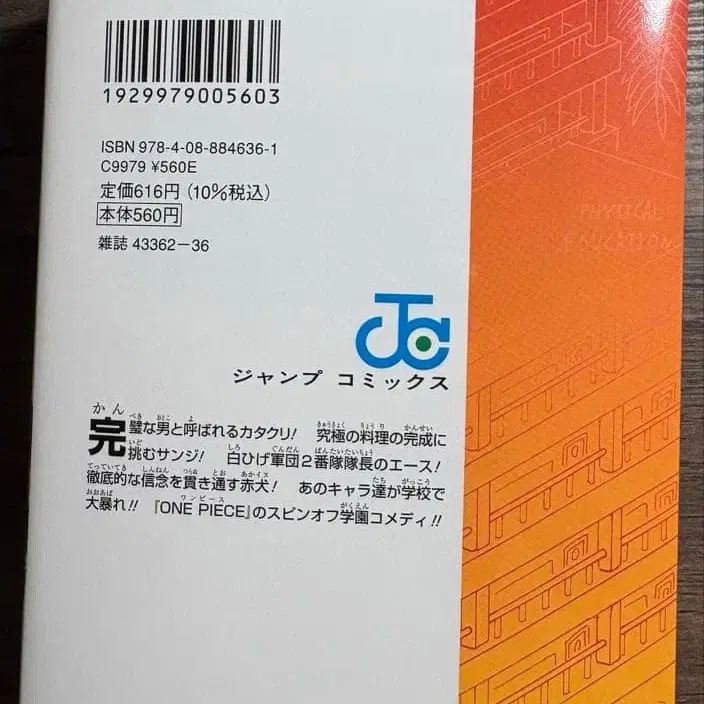 1929979005603
ISBN 978-4-08-884636-1
C9979 ¥560E
定価616円(10%税込)
本体560円
雑誌 43362-36
PHYSICAL
EDUCATION
JC
ジャンプ コミックス
完璧な男と呼ばれるカタクリ! 究極の料理の完成に
挑むサンジ! 白ひげ軍団2番隊隊長のエース!
徹底的な信念を貫き通す赤犬! あのキャラ達が学校で
大暴れ!! 『ONE PIECE』のスピンオフ学園コメディ!!